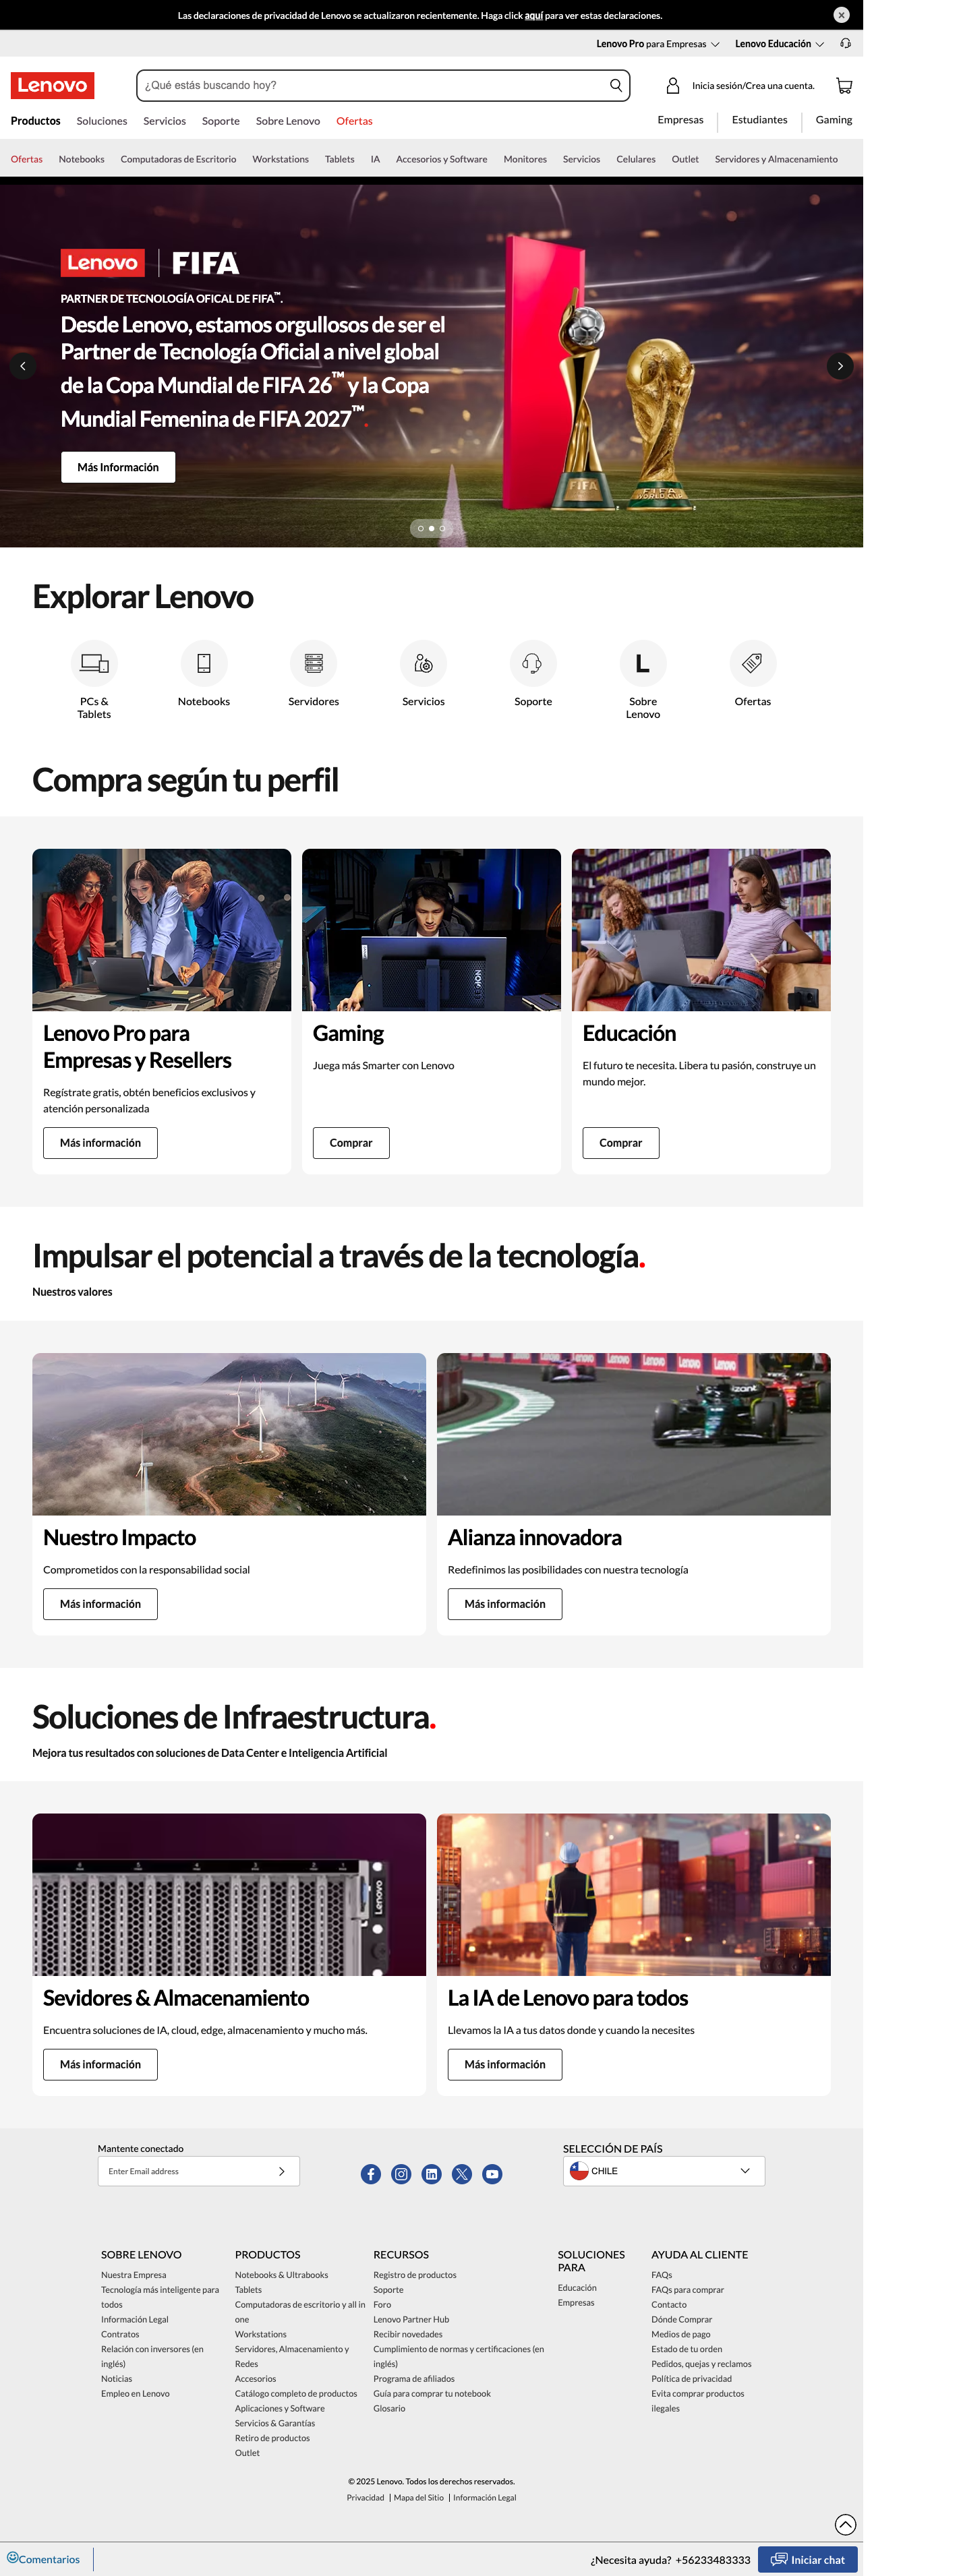 Las declaraciones de privacidad de Lenovo se actualizaron recientemente. Haga click aquí para ver estas declaraciones.
Lenovo Pro para Empresas
Lenovo Educación
Lenovo
¿Qué estás buscando hoy?
Inicia sesión/Crea una cuenta.
Productos
Soluciones
Servicios
Soporte
Sobre Lenovo
Ofertas
Empresas
Estudiantes
Gaming
Ofertas
Notebooks
Computadoras de Escritorio
Workstations
Tablets
IA
Accesorios y Software
Monitores
Servicios
Celulares
Outlet
Servidores y Almacenamiento
Lenovo | FIFA
PARTNER DE TECNOLOGÍA OFICAL DE FIFA™.
Desde Lenovo, estamos orgullosos de ser el
Partner de Tecnología Oficial a nivel global
de la Copa Mundial de FIFA 26™ y la Copa
Mundial Femenina de FIFA 2027™.
Más Información
FIFA
FIFA
WORLD CUP
Explorar Lenovo
PCs &
Tablets
Notebooks
Servidores
Servicios
Soporte
L
Sobre
Lenovo
Ofertas
Compra según tu perfil
Lenovo Pro para
Empresas y Resellers
Regístrate gratis, obtén beneficios exclusivos y
atención personalizada
Más información
Gaming
Juega más Smarter con Lenovo
Comprar
Educación
El futuro te necesita. Libera tu pasión, construye un
mundo mejor.
Comprar
Impulsar el potencial a través de la tecnología.
Nuestros valores
Nuestro Impacto
Comprometidos con la responsabilidad social
Más información
Lenovo Lenovo Lenovo Lenovo
Alianza innovadora
Redefinimos las posibilidades con nuestra tecnología
Más información
Soluciones de Infraestructura.
Mejora tus resultados con soluciones de Data Center e Inteligencia Artificial
Lenovo
Sevidores & Almacenamiento
Encuentra soluciones de IA, cloud, edge, almacenamiento y mucho más.
Más información
La IA de Lenovo para todos
Llevamos la IA a tus datos donde y cuando la necesites
Más información
Mantente conectado
Enter Email address
SELECCIÓN DE PAÍS
CHILE
SOBRE LENOVO
Nuestra Empresa
Tecnología más inteligente para
todos
Información Legal
Contratos
Relación con inversores (en
inglés)
Noticias
Empleo en Lenovo
PRODUCTOS
Notebooks & Ultrabooks
Tablets
Computadoras de escritorio y all in
one
Workstations
Servidores, Almacenamiento y
Redes
Accesorios
Catálogo completo de productos
Aplicaciones y Software
Servicios & Garantías
Retiro de productos
Outlet
RECURSOS
Registro de productos
Soporte
Foro
Lenovo Partner Hub
Recibir novedades
Cumplimiento de normas y certificaciones (en
inglés)
Programa de afiliados
Guía para comprar tu notebook
Glosario
SOLUCIONES
PARA
Educación
Empresas
AYUDA AL CLIENTE
FAQs
FAQs para comprar
Contacto
Dónde Comprar
Medios de pago
Estado de tu orden
Pedidos, quejas y reclamos
Política de privacidad
Evita comprar productos
ilegales
© 2025 Lenovo. Todos los derechos reservados.
Privacidad | Mapa del Sitio | Información Legal
Comentarios
¿Necesita ayuda? +56233483333
Iniciar chat